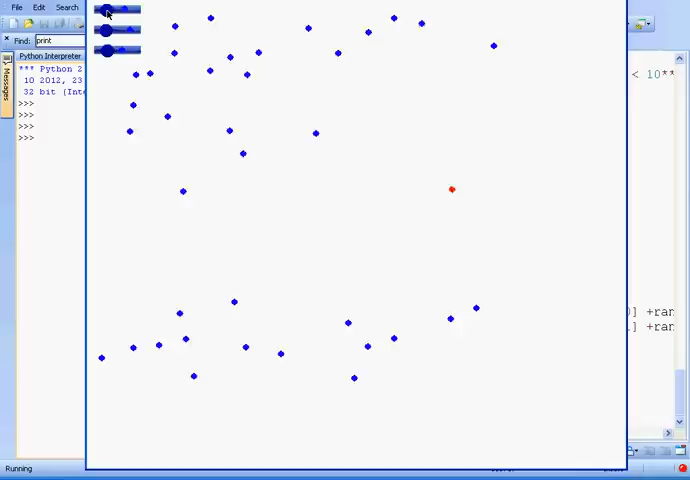 File Edit Search
Find: print
Python Interpreter
Messages
*** Python 2
10 2012, 23
32 bit (Inte
>>>
>>>
>>>
>>>
< 10**
] +ran
] +ran
Running